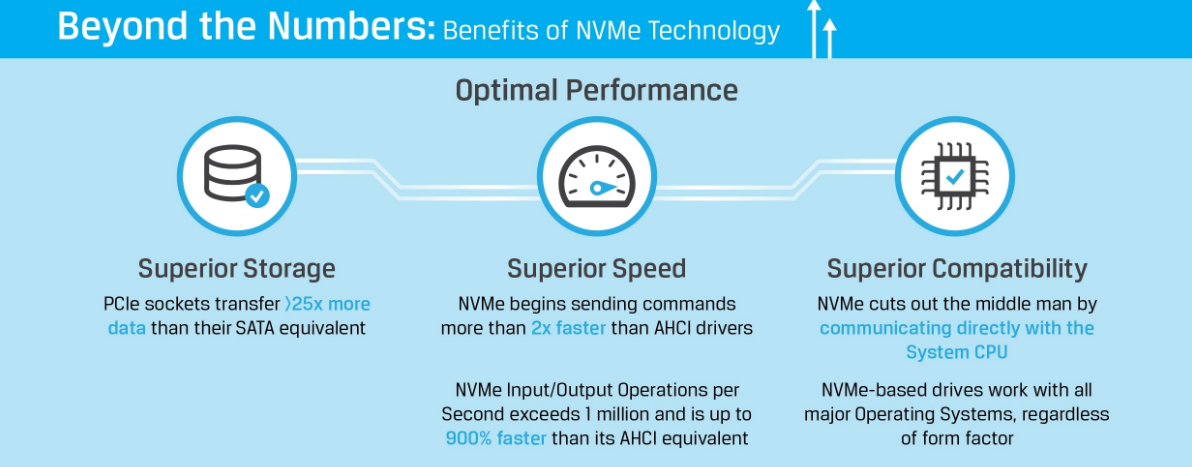 Beyond the Numbers: Benefits of NVMe Technology
Optimal Performance
Superior Storage
PCIe sockets transfer ⟩25x more
data than their SATA equivalent
Superior Speed
NVMe begins sending commands
more than 2x faster than AHCI drivers
NVMe Input/Output Operations per
Second exceeds 1 million and is up to
900% faster than its AHCI equivalent
Superior Compatibility
NVMe cuts out the middle man by
communicating directly with the
System CPU
NVMe-based drives work with all
major Operating Systems, regardless
of form factor